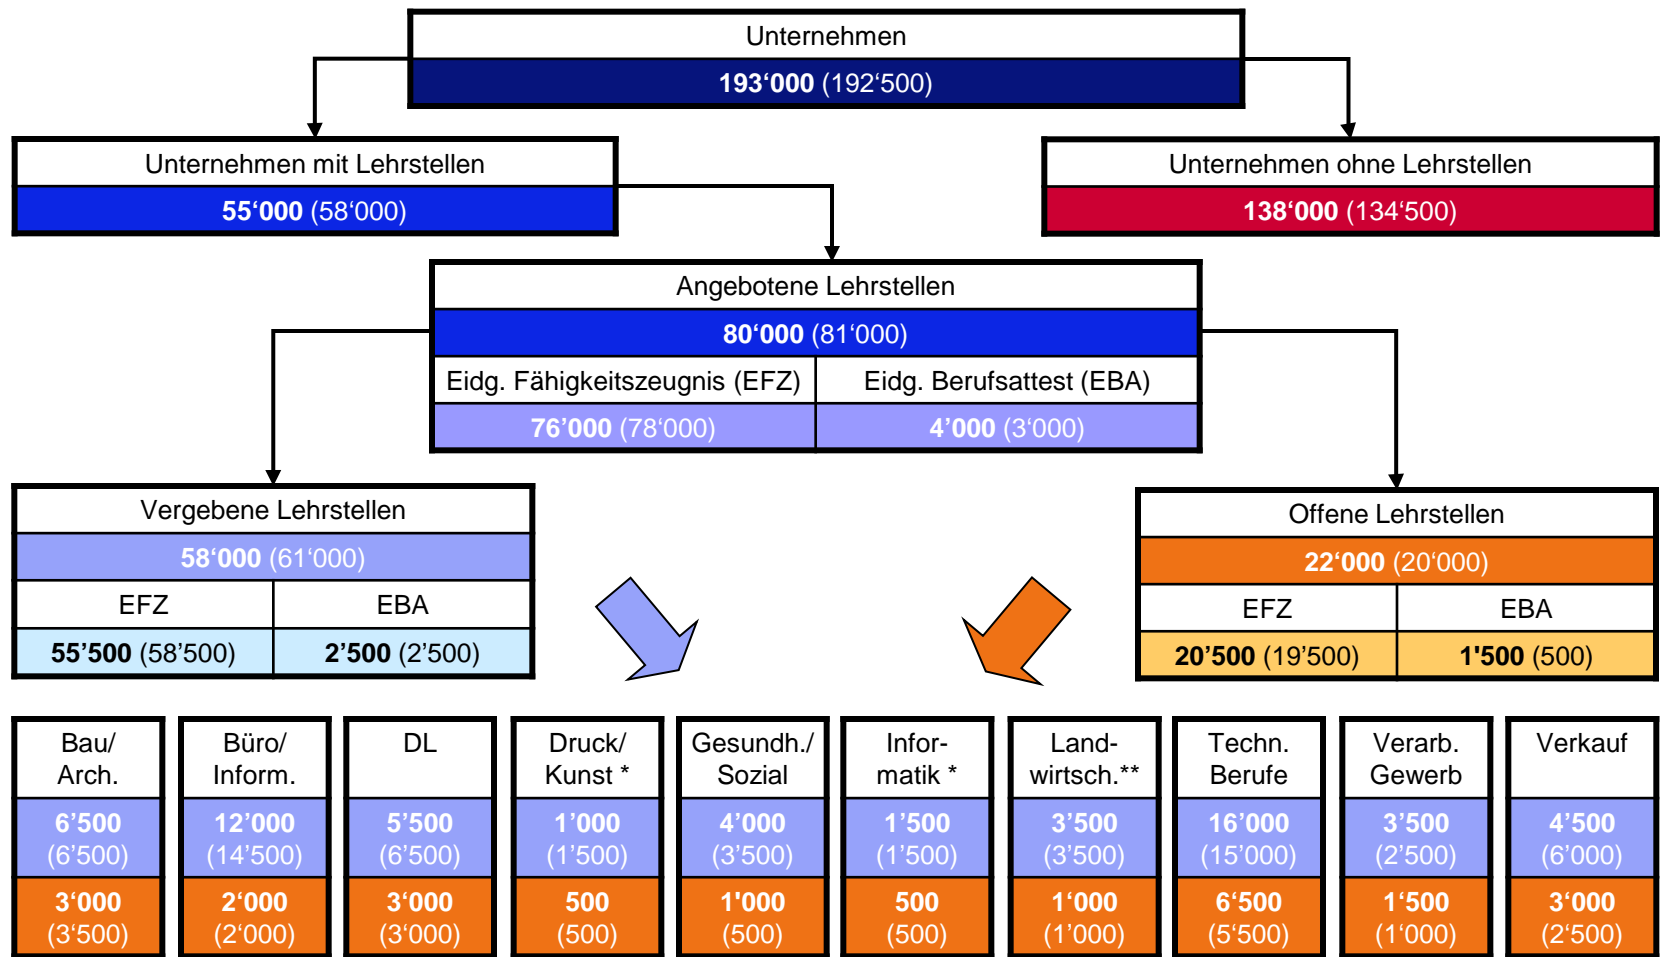 Unternehmen
193‘000 (192‘500)
Unternehmen mit Lehrstellen
55‘000 (58‘000)
Unternehmen ohne Lehrstellen
138‘000 (134‘500)
Angebotene Lehrstellen
80‘000 (81‘000)
Eidg. Fähigkeitszeugnis (EFZ)
Eidg. Berufsattest (EBA)
76’000 (78‘000)
4’000 (3‘000)
Vergebene Lehrstellen
58‘000 (61‘000)
EFZ
EBA
55’500 (58’500)
2’500 (2’500)
Offene Lehrstellen
22‘000 (20‘000)
EFZ
EBA
20’500 (19’500)
1'500 (500)
Bau/
Arch.
6’500
(6’500)
3‘000
(3’500)
Büro/
Inform.
12’000
(14’500)
2‘000
(2’000)
DL
5’500
(6’500)
3‘000
(3’000)
Druck/
Kunst *
1’000
(1’500)
500
(500)
Gesundh./
Sozial
4’000
(3’500)
1'000
(500)
Infor-
matik *
1’500
(1’500)
500
(500)
Land-
wirtsch.**
3’500
(3’500)
1‘000
(1’000)
Techn.
Berufe
16’000
(15’000)
6’500
(5’500)
Verarb.
Gewerb
3’500
(2’500)
1’500
(1’000)
Verkauf
4’500
(6’000)
3‘000
(2’500)